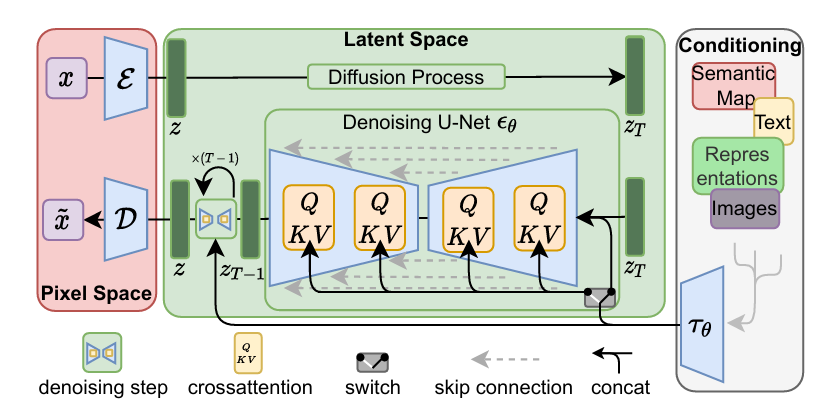 Latent Space
Conditioning
x
ℰ
z
Diffusion Process
z_T
Semantic
Map
Text
Repres
entations
Images
Denoising U-Net ϵ_θ
×(T−1)
x̃
𝒟
z
z_{T−1}
Q
KV
Q
KV
Q
KV
Q
KV
z_T
τ_θ
Pixel Space
Q
KV
denoising step
crossattention
switch
skip connection
concat